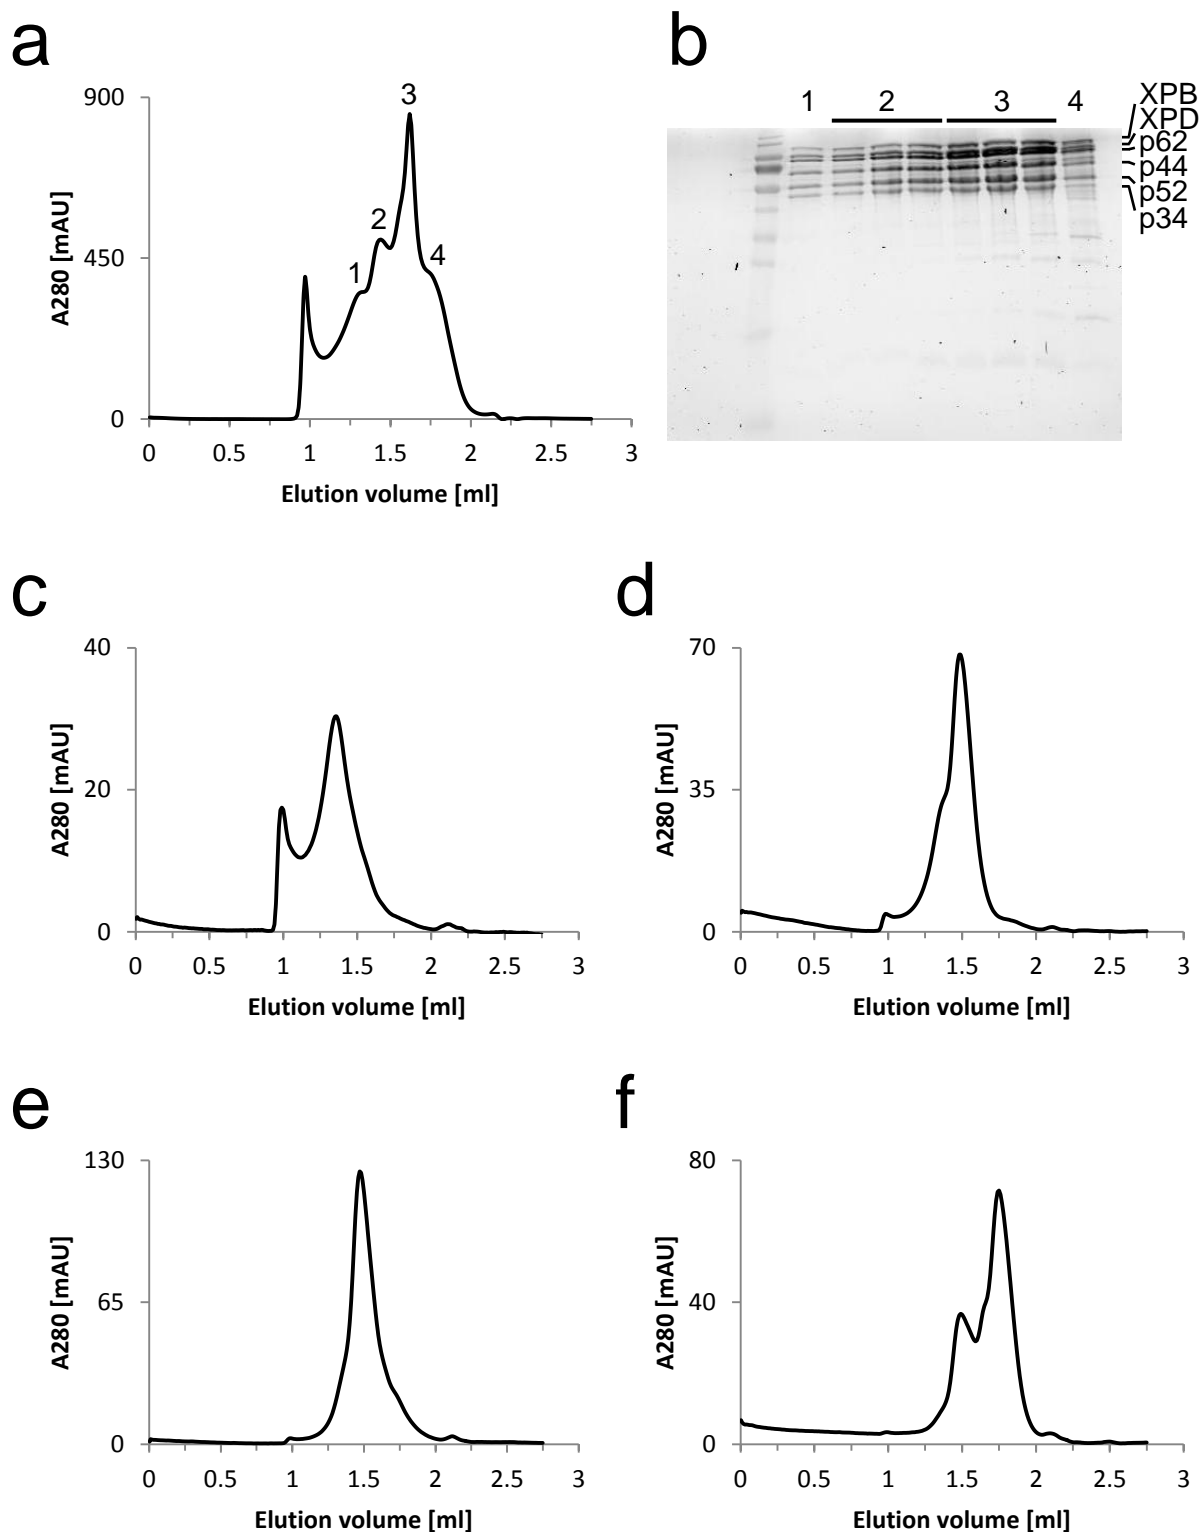 a
900
450
0
A280 [mAU]
1
2
3
4
0 0.5 1 1.5 2 2.5 3
Elution volume [ml]
b
1 2 3 4
XPB
XPD
p62
p44
p52
p34
c
40
20
0
A280 [mAU]
0 0.5 1 1.5 2 2.5 3
Elution volume [ml]
d
70
35
0
A280 [mAU]
0 0.5 1 1.5 2 2.5 3
Elution volume [ml]
e
130
65
0
A280 [mAU]
0 0.5 1 1.5 2 2.5 3
Elution volume [ml]
f
80
40
0
A280 [mAU]
0 0.5 1 1.5 2 2.5 3
Elution volume [ml]